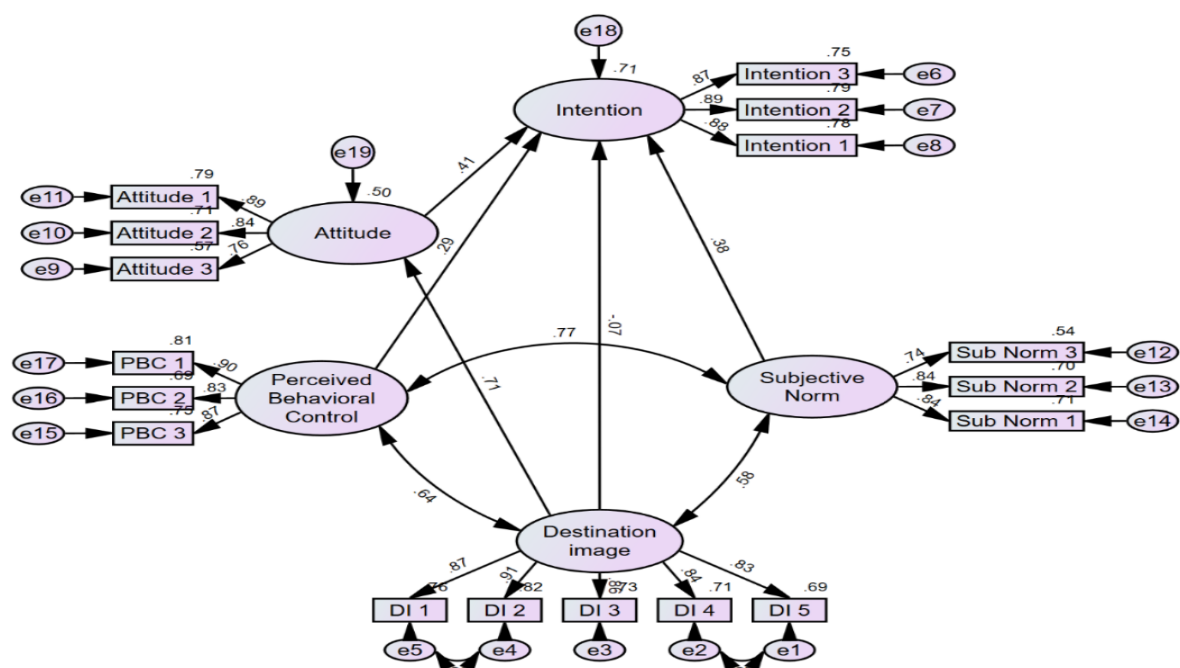 e18
.71
Intention
.87
.75
Intention 3
e6
.89
.79
Intention 2
e7
.88
.78
Intention 1
e8
e19
.50
Attitude
.41
.79
e11
Attitude 1
.89
.71
e10
Attitude 2
.84
.57
e9
Attitude 3
.76
.29
-.07
.38
.77
.71
.81
e17
PBC 1
.90
.69
e16
PBC 2
.83
.75
e15
PBC 3
.87
Perceived
Behavioral
Control
Subjective
Norm
.74
.54
Sub Norm 3
e12
.84
.70
Sub Norm 2
e13
.84
.71
Sub Norm 1
e14
.64
.58
Destination
image
.87
.91
.86
.84
.83
.76
.82
.73
.71
.69
DI 1
DI 2
DI 3
DI 4
DI 5
e5
e4
e3
e2
e1